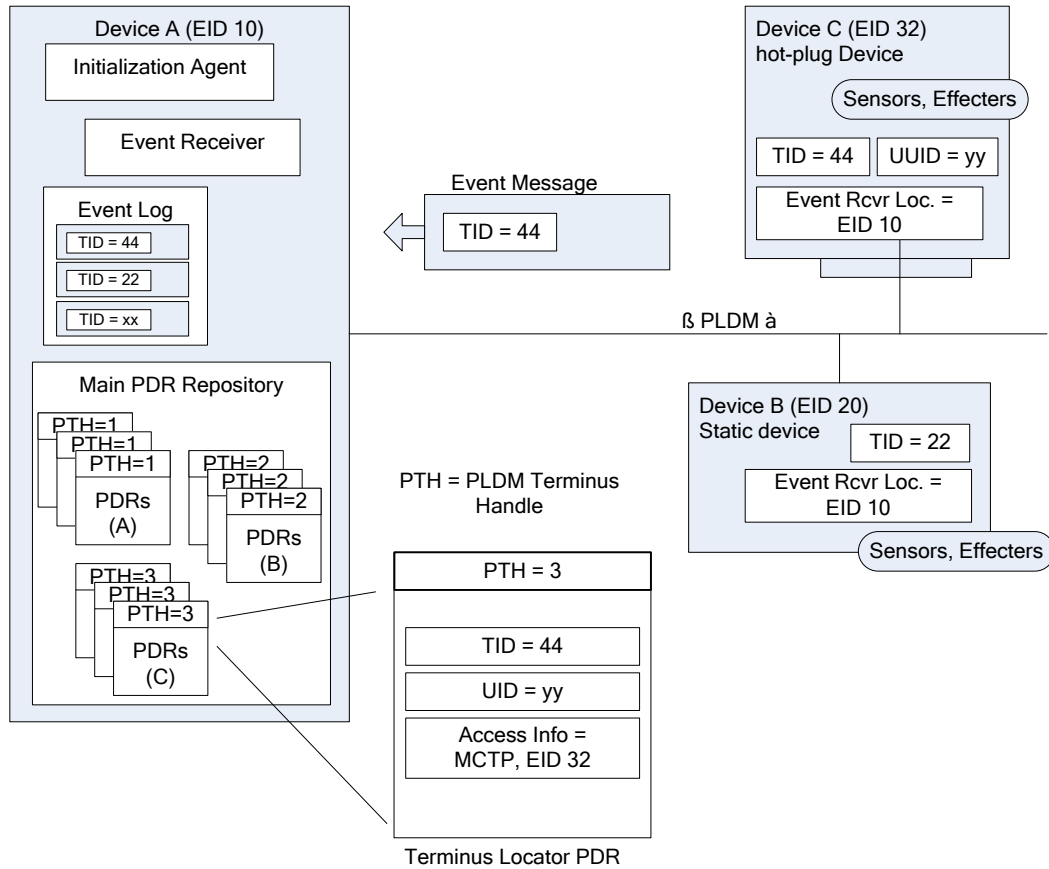 Device A (EID 10)
Initialization Agent
Event Receiver
Event Log
TID = 44
TID = 22
TID = xx
Main PDR Repository
PTH=1
PTH=1
PTH=1
PDRs
(A)
PTH=2
PTH=2
PTH=2
PDRs
(B)
PTH=3
PTH=3
PTH=3
PDRs
(C)
Event Message
TID = 44
Device C (EID 32)
hot-plug Device
Sensors, Effecters
TID = 44
UUID = yy
Event Rcvr Loc. =
EID 10
ß PLDM à
Device B (EID 20)
Static device
TID = 22
Event Rcvr Loc. =
EID 10
Sensors, Effecters
PTH = PLDM Terminus
Handle
PTH = 3
TID = 44
UID = yy
Access Info =
MCTP, EID 32
Terminus Locator PDR